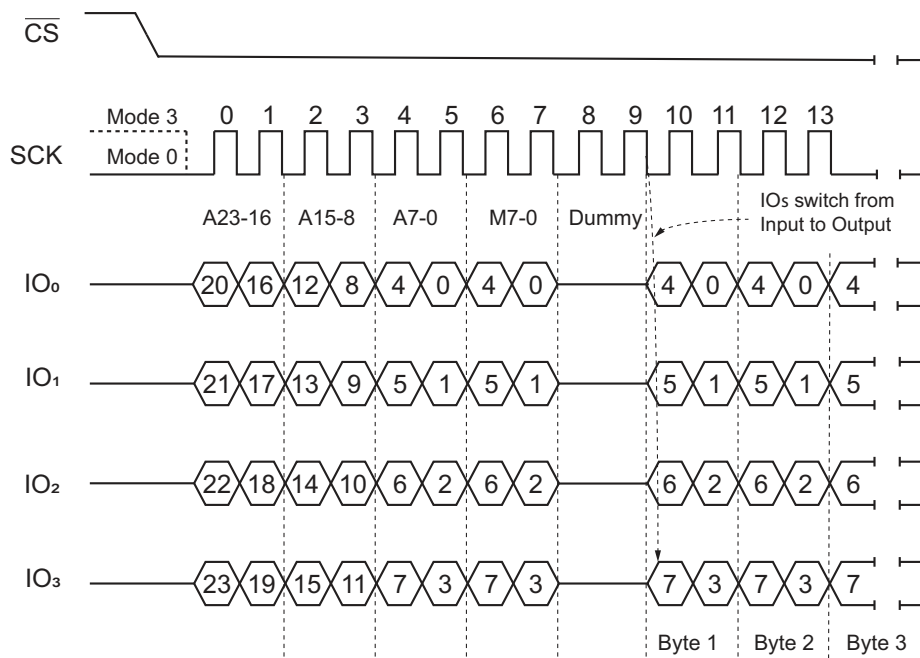 CS
Mode 3
Mode 0
SCK
0 1 2 3 4 5 6 7 8 9 10 11 12 13
A23-16 A15-8 A7-0 M7-0 Dummy
IOs switch from
Input to Output
IO₀ 20 16 12 8 4 0 4 0 4 0 4 0 4
IO₁ 21 17 13 9 5 1 5 1 5 1 5 1 5
IO₂ 22 18 14 10 6 2 6 2 6 2 6 2 6
IO₃ 23 19 15 11 7 3 7 3 7 3 7 3 7
Byte 1 Byte 2 Byte 3